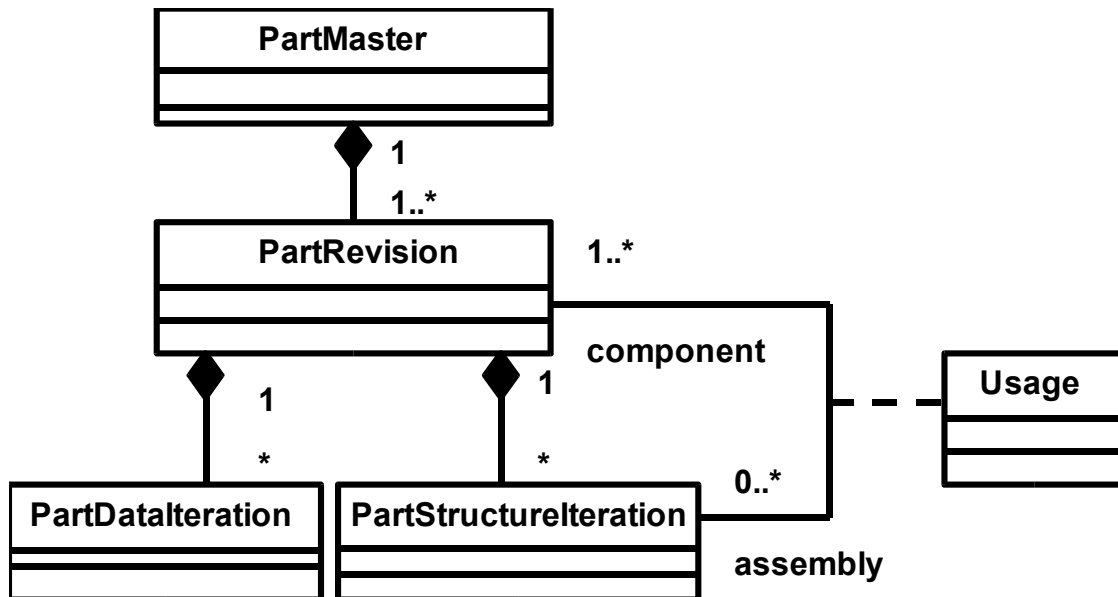 PartMaster
1
1..*
PartRevision
1..*
component
Usage
1
1
*
*
0..*
PartDataIteration
PartStructureIteration
assembly